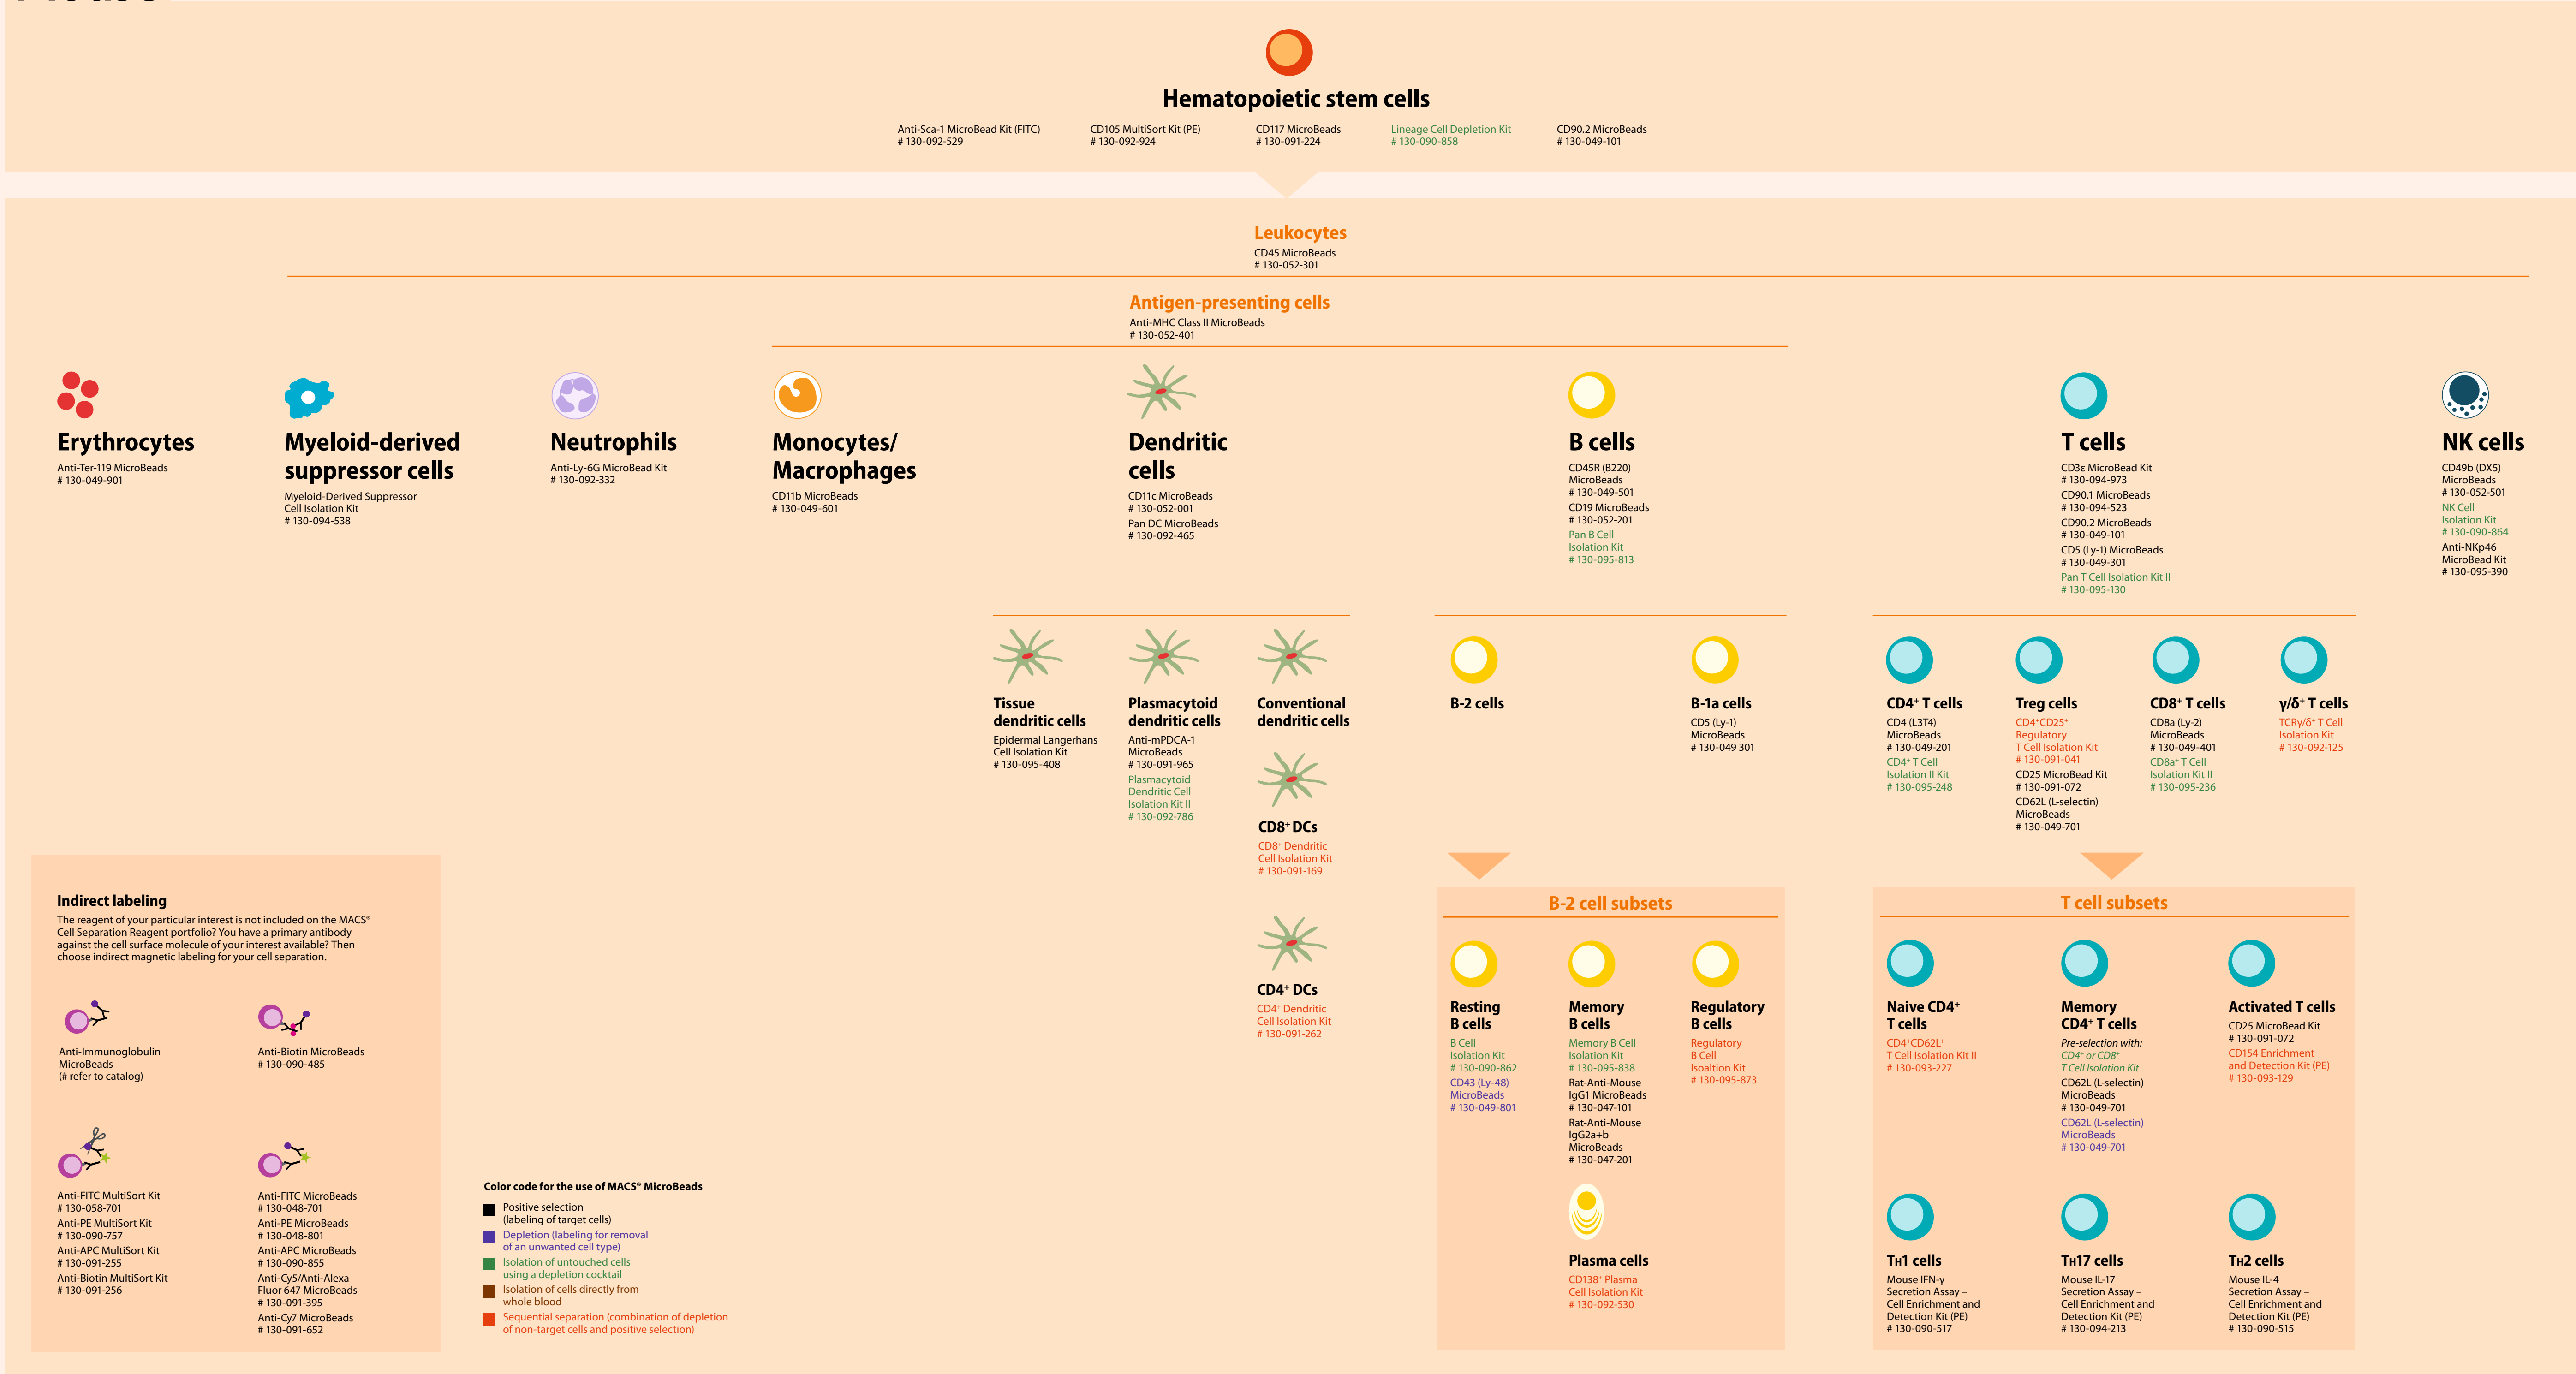 Hematopoietic stem cells
Anti-Sca-1 MicroBead Kit (FITC)
# 130-092-529
CD105 MultiSort Kit (PE)
# 130-092-924
CD117 MicroBeads
# 130-091-224
Lineage Cell Depletion Kit
# 130-090-858
CD90.2 MicroBeads
# 130-049-101
Leukocytes
CD45 MicroBeads
# 130-052-301
Antigen-presenting cells
Anti-MHC Class II MicroBeads
# 130-052-401
Erythrocytes
Anti-Ter-119 MicroBeads
# 130-049-901
Myeloid-derived
suppressor cells
Myeloid-Derived Suppressor
Cell Isolation Kit
# 130-094-538
Neutrophils
Anti-Ly-6G MicroBead Kit
# 130-092-332
Monocytes/
Macrophages
CD11b MicroBeads
# 130-049-601
Dendritic
cells
CD11c MicroBeads
# 130-052-001
Pan DC MicroBeads
# 130-092-465
B cells
CD45R (B220)
MicroBeads
# 130-049-501
CD19 MicroBeads
# 130-052-201
Pan B Cell
Isolation Kit
# 130-095-813
T cells
CD3ε MicroBead Kit
# 130-094-973
CD90.1 MicroBeads
# 130-094-523
CD90.2 MicroBeads
# 130-049-101
CD5 (Ly-1) MicroBeads
# 130-049-301
Pan T Cell Isolation Kit II
# 130-095-130
NK cells
CD49b (DX5)
MicroBeads
# 130-052-501
NK Cell
Isolation Kit
# 130-090-864
Anti-NKp46
MicroBead Kit
# 130-095-390
Tissue
dendritic cells
Epidermal Langerhans
Cell Isolation Kit
# 130-095-408
Plasmacytoid
dendritic cells
Anti-mPDCA-1
MicroBeads
# 130-091-965
Plasmacytoid
Dendritic Cell
Isolation Kit II
# 130-092-786
Conventional
dendritic cells
CD8⁺ DCs
CD8⁺ Dendritic
Cell Isolation Kit
# 130-091-169
CD4⁺ DCs
CD4⁺ Dendritic
Cell Isolation Kit
# 130-091-262
B-2 cells
B-1a cells
CD5 (Ly-1)
MicroBeads
# 130-049 301
CD4⁺ T cells
CD4 (L3T4)
MicroBeads
# 130-049-201
CD4⁺ T Cell
Isolation II Kit
# 130-095-248
Treg cells
CD4⁺CD25⁺
Regulatory
T Cell Isolation Kit
# 130-091-041
CD25 MicroBead Kit
# 130-091-072
CD62L (L-selectin)
MicroBeads
# 130-049-701
CD8⁺ T cells
CD8a (Ly-2)
MicroBeads
# 130-049-401
CD8a⁺ T Cell
Isolation Kit II
# 130-095-236
γ/δ⁺ T cells
TCRγ/δ⁺ T Cell
Isolation Kit
# 130-092-125
B-2 cell subsets
Resting
B cells
B Cell
Isolation Kit
# 130-090-862
CD43 (Ly-48)
MicroBeads
# 130-049-801
Memory
B cells
Memory B Cell
Isolation Kit
# 130-095-838
Rat-Anti-Mouse
IgG1 MicroBeads
# 130-047-101
Rat-Anti-Mouse
IgG2a+b
MicroBeads
# 130-047-201
Regulatory
B cells
Regulatory
B Cell
Isoaltion Kit
# 130-095-873
Plasma cells
CD138⁺ Plasma
Cell Isolation Kit
# 130-092-530
T cell subsets
Naive CD4⁺
T cells
CD4⁺CD62L⁺
T Cell Isolation Kit II
# 130-093-227
Memory
CD4⁺ T cells
Pre-selection with:
CD4⁺ or CD8⁺
T Cell Isolation Kit
CD62L (L-selectin)
MicroBeads
# 130-049-701
CD62L (L-selectin)
MicroBeads
# 130-049-701
Activated T cells
CD25 MicroBead Kit
# 130-091-072
CD154 Enrichment
and Detection Kit (PE)
# 130-093-129
TH1 cells
Mouse IFN-γ
Secretion Assay –
Cell Enrichment and
Detection Kit (PE)
# 130-090-517
TH17 cells
Mouse IL-17
Secretion Assay –
Cell Enrichment and
Detection Kit (PE)
# 130-094-213
TH2 cells
Mouse IL-4
Secretion Assay –
Cell Enrichment and
Detection Kit (PE)
# 130-090-515
Indirect labeling
The reagent of your particular interest is not included on the MACS®
Cell Separation Reagent portfolio? You have a primary antibody
against the cell surface molecule of your interest available? Then
choose indirect magnetic labeling for your cell separation.
Anti-Immunoglobulin
MicroBeads
(# refer to catalog)
Anti-Biotin MicroBeads
# 130-090-485
Anti-FITC MultiSort Kit
# 130-058-701
Anti-PE MultiSort Kit
# 130-090-757
Anti-APC MultiSort Kit
# 130-091-255
Anti-Biotin MultiSort Kit
# 130-091-256
Anti-FITC MicroBeads
# 130-048-701
Anti-PE MicroBeads
# 130-048-801
Anti-APC MicroBeads
# 130-090-855
Anti-Cy5/Anti-Alexa
Fluor 647 MicroBeads
# 130-091-395
Anti-Cy7 MicroBeads
# 130-091-652
Color code for the use of MACS® MicroBeads
Positive selection
(labeling of target cells)
Depletion (labeling for removal
of an unwanted cell type)
Isolation of untouched cells
using a depletion cocktail
Isolation of cells directly from
whole blood
Sequential separation (combination of depletion
of non-target cells and positive selection)